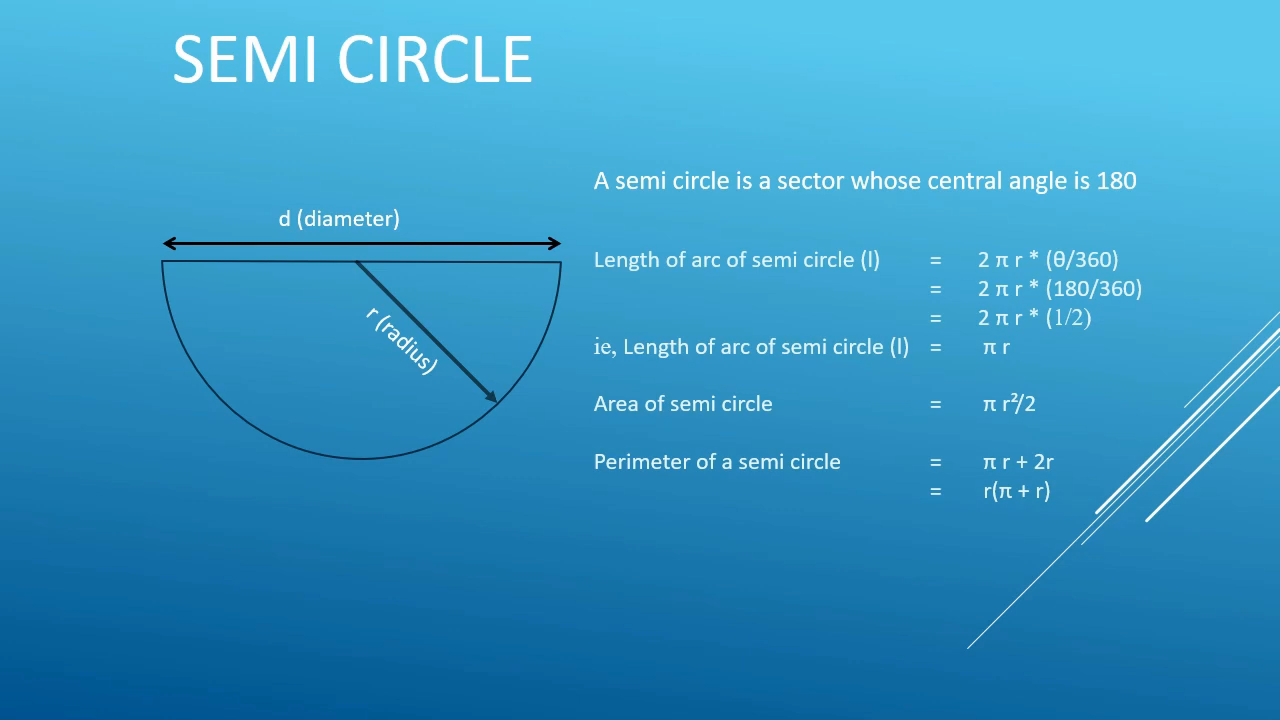 SEMI CIRCLE
A semi circle is a sector whose central angle is 180
d (diameter)
r (radius)
Length of arc of semi circle (l) = 2 π r * (θ/360)
= 2 π r * (180/360)
= 2 π r * (1/2)
ie, Length of arc of semi circle (l) = π r
Area of semi circle = π r²/2
Perimeter of a semi circle = π r + 2r
= r(π + r)